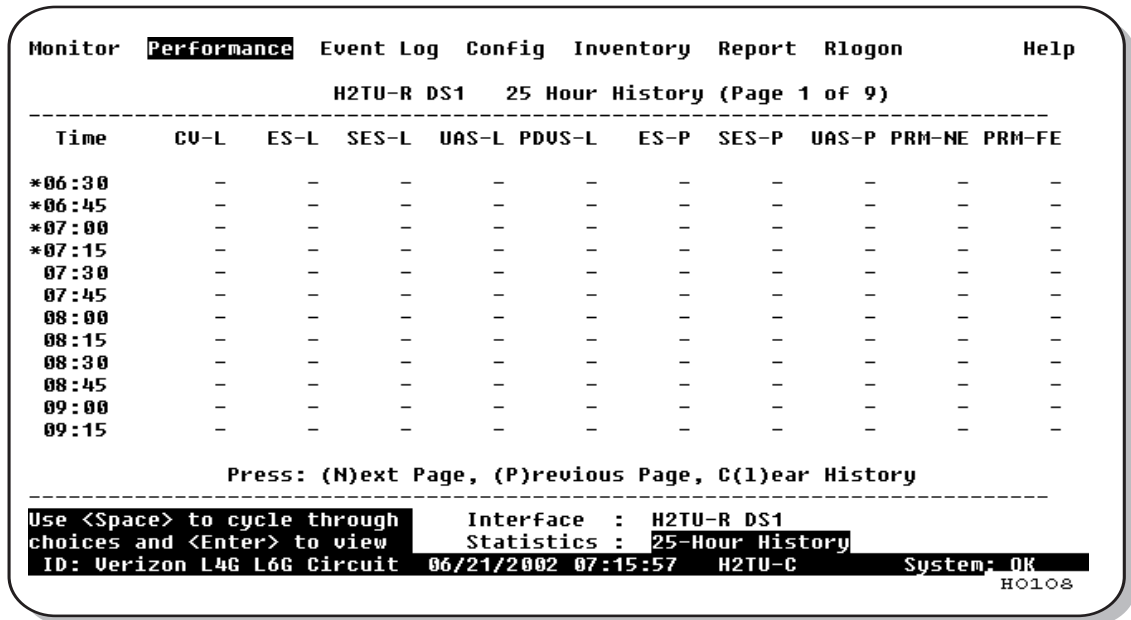 Monitor Performance Event Log Config Inventory Report Rlogon Help
H2TU-R DS1 25 Hour History (Page 1 of 9)
Time CV-L ES-L SES-L UAS-L PDVS-L ES-P SES-P UAS-P PRM-NE PRM-FE
*06:30 - - - - - - - - - -
*06:45 - - - - - - - - - -
*07:00 - - - - - - - - - -
*07:15 - - - - - - - - - -
07:30 - - - - - - - - - -
07:45 - - - - - - - - - -
08:00 - - - - - - - - - -
08:15 - - - - - - - - - -
08:30 - - - - - - - - - -
08:45 - - - - - - - - - -
09:00 - - - - - - - - - -
09:15 - - - - - - - - - -
Press: (N)ext Page, (P)revious Page, C(l)ear History
Use <Space> to cycle through Interface : H2TU-R DS1
choices and <Enter> to view Statistics : 25-Hour History
ID: Verizon L4G L6G Circuit 06/21/2002 07:15:57 H2TU-C System: OK
H0108